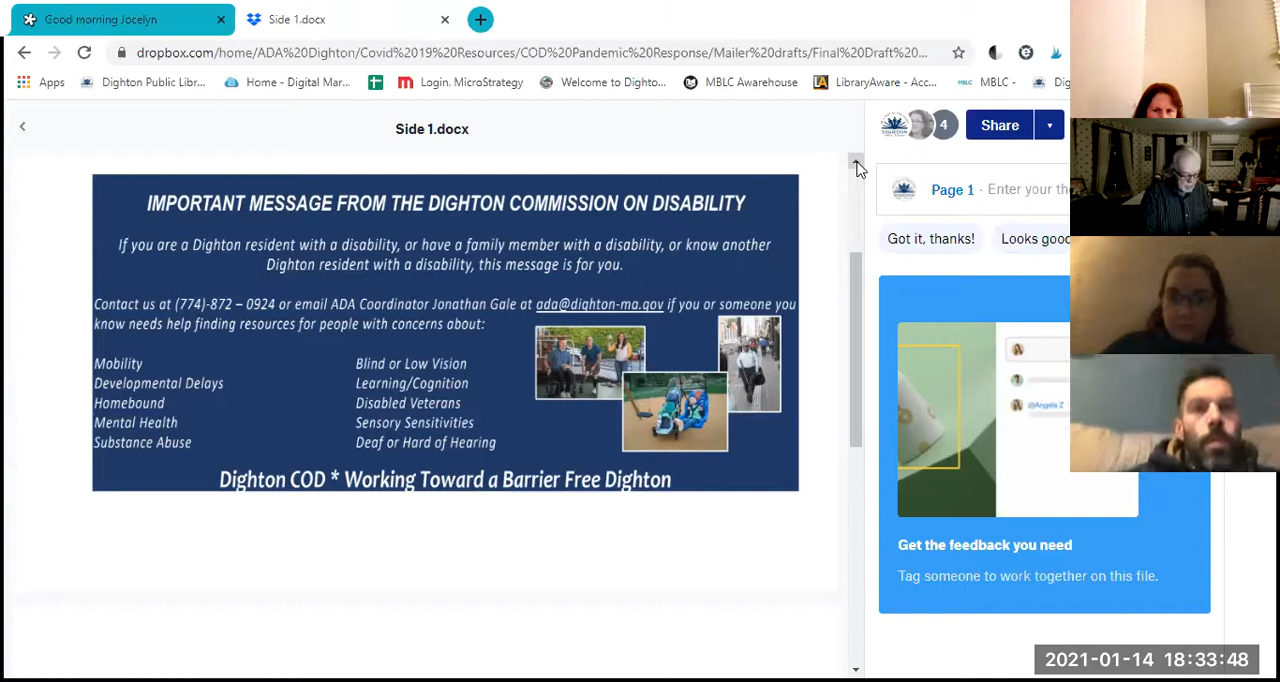 Good morning Jocelyn
Side 1.docx
dropbox.com/home/ADA%20Dighton/Covid%2019%20Resources/COD%20Pandemic%20Response/Mailer%20drafts/Final%20Draft%20...
Apps
Dighton Public Libr...
Home - Digital Mar...
Login. MicroStrategy
Welcome to Dighto...
MBLC Awarehouse
LibraryAware - Acc...
MBLC -
Dig
Side 1.docx
4
Share
IMPORTANT MESSAGE FROM THE DIGHTON COMMISSION ON DISABILITY
If you are a Dighton resident with a disability, or have a family member with a disability, or know another
Dighton resident with a disability, this message is for you.
Contact us at (774)-872 – 0924 or email ADA Coordinator Jonathan Gale at ada@dighton-ma.gov if you or someone you
know needs help finding resources for people with concerns about:
Mobility
Developmental Delays
Homebound
Mental Health
Substance Abuse
Blind or Low Vision
Learning/Cognition
Disabled Veterans
Sensory Sensitivities
Deaf or Hard of Hearing
Dighton COD * Working Toward a Barrier Free Dighton
Page 1 · Enter your th
Got it, thanks!
Looks good
@Angela Z
Get the feedback you need
Tag someone to work together on this file.
2021-01-14 18:33:48